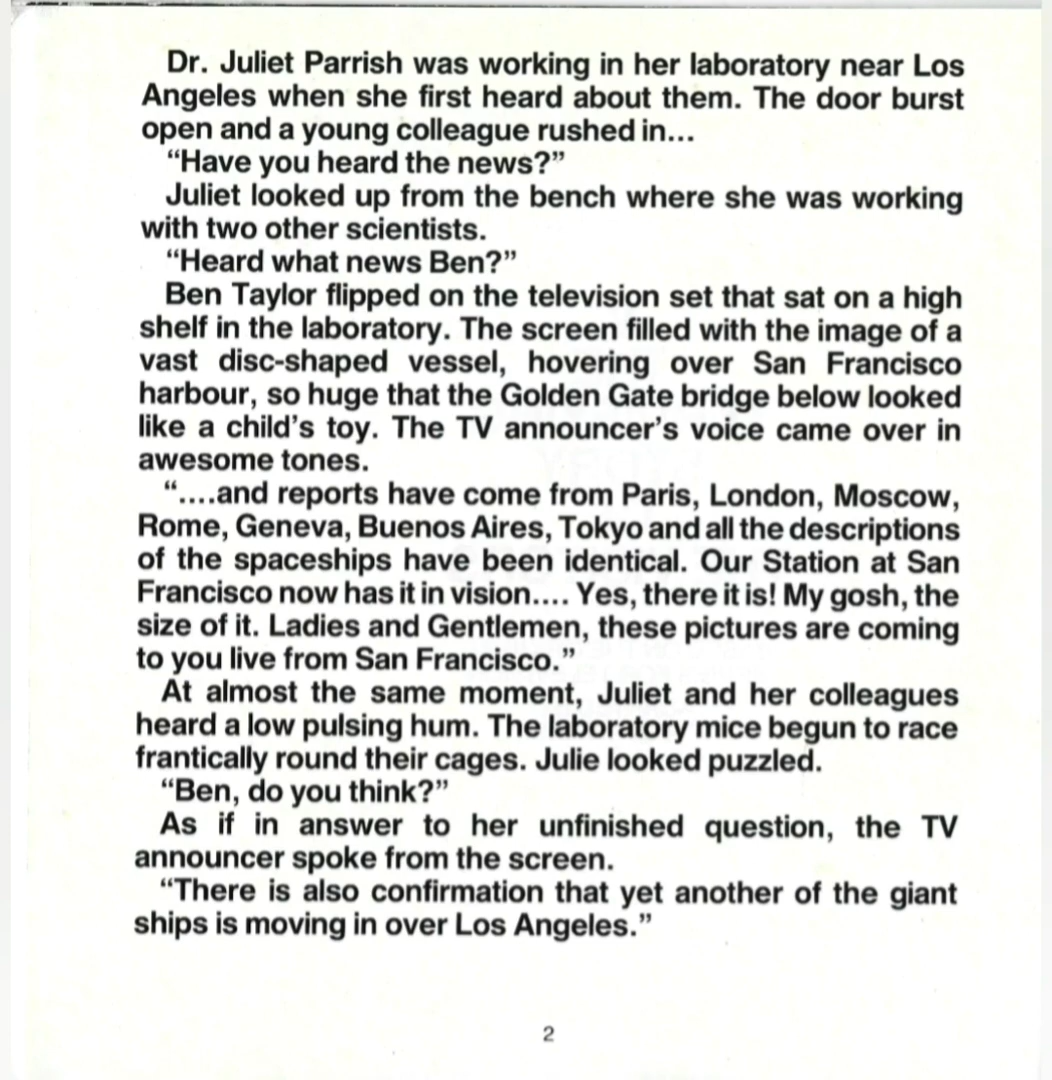 Dr. Juliet Parrish was working in her laboratory near Los
Angeles when she first heard about them. The door burst
open and a young colleague rushed in...
“Have you heard the news?”
Juliet looked up from the bench where she was working
with two other scientists.
“Heard what news Ben?”
Ben Taylor flipped on the television set that sat on a high
shelf in the laboratory. The screen filled with the image of a
vast disc-shaped vessel, hovering over San Francisco
harbour, so huge that the Golden Gate bridge below looked
like a child’s toy. The TV announcer’s voice came over in
awesome tones.
“....and reports have come from Paris, London, Moscow,
Rome, Geneva, Buenos Aires, Tokyo and all the descriptions
of the spaceships have been identical. Our Station at San
Francisco now has it in vision.... Yes, there it is! My gosh, the
size of it. Ladies and Gentlemen, these pictures are coming
to you live from San Francisco.”
At almost the same moment, Juliet and her colleagues
heard a low pulsing hum. The laboratory mice begun to race
frantically round their cages. Julie looked puzzled.
“Ben, do you think?”
As if in answer to her unfinished question, the TV
announcer spoke from the screen.
“There is also confirmation that yet another of the giant
ships is moving in over Los Angeles.”
2